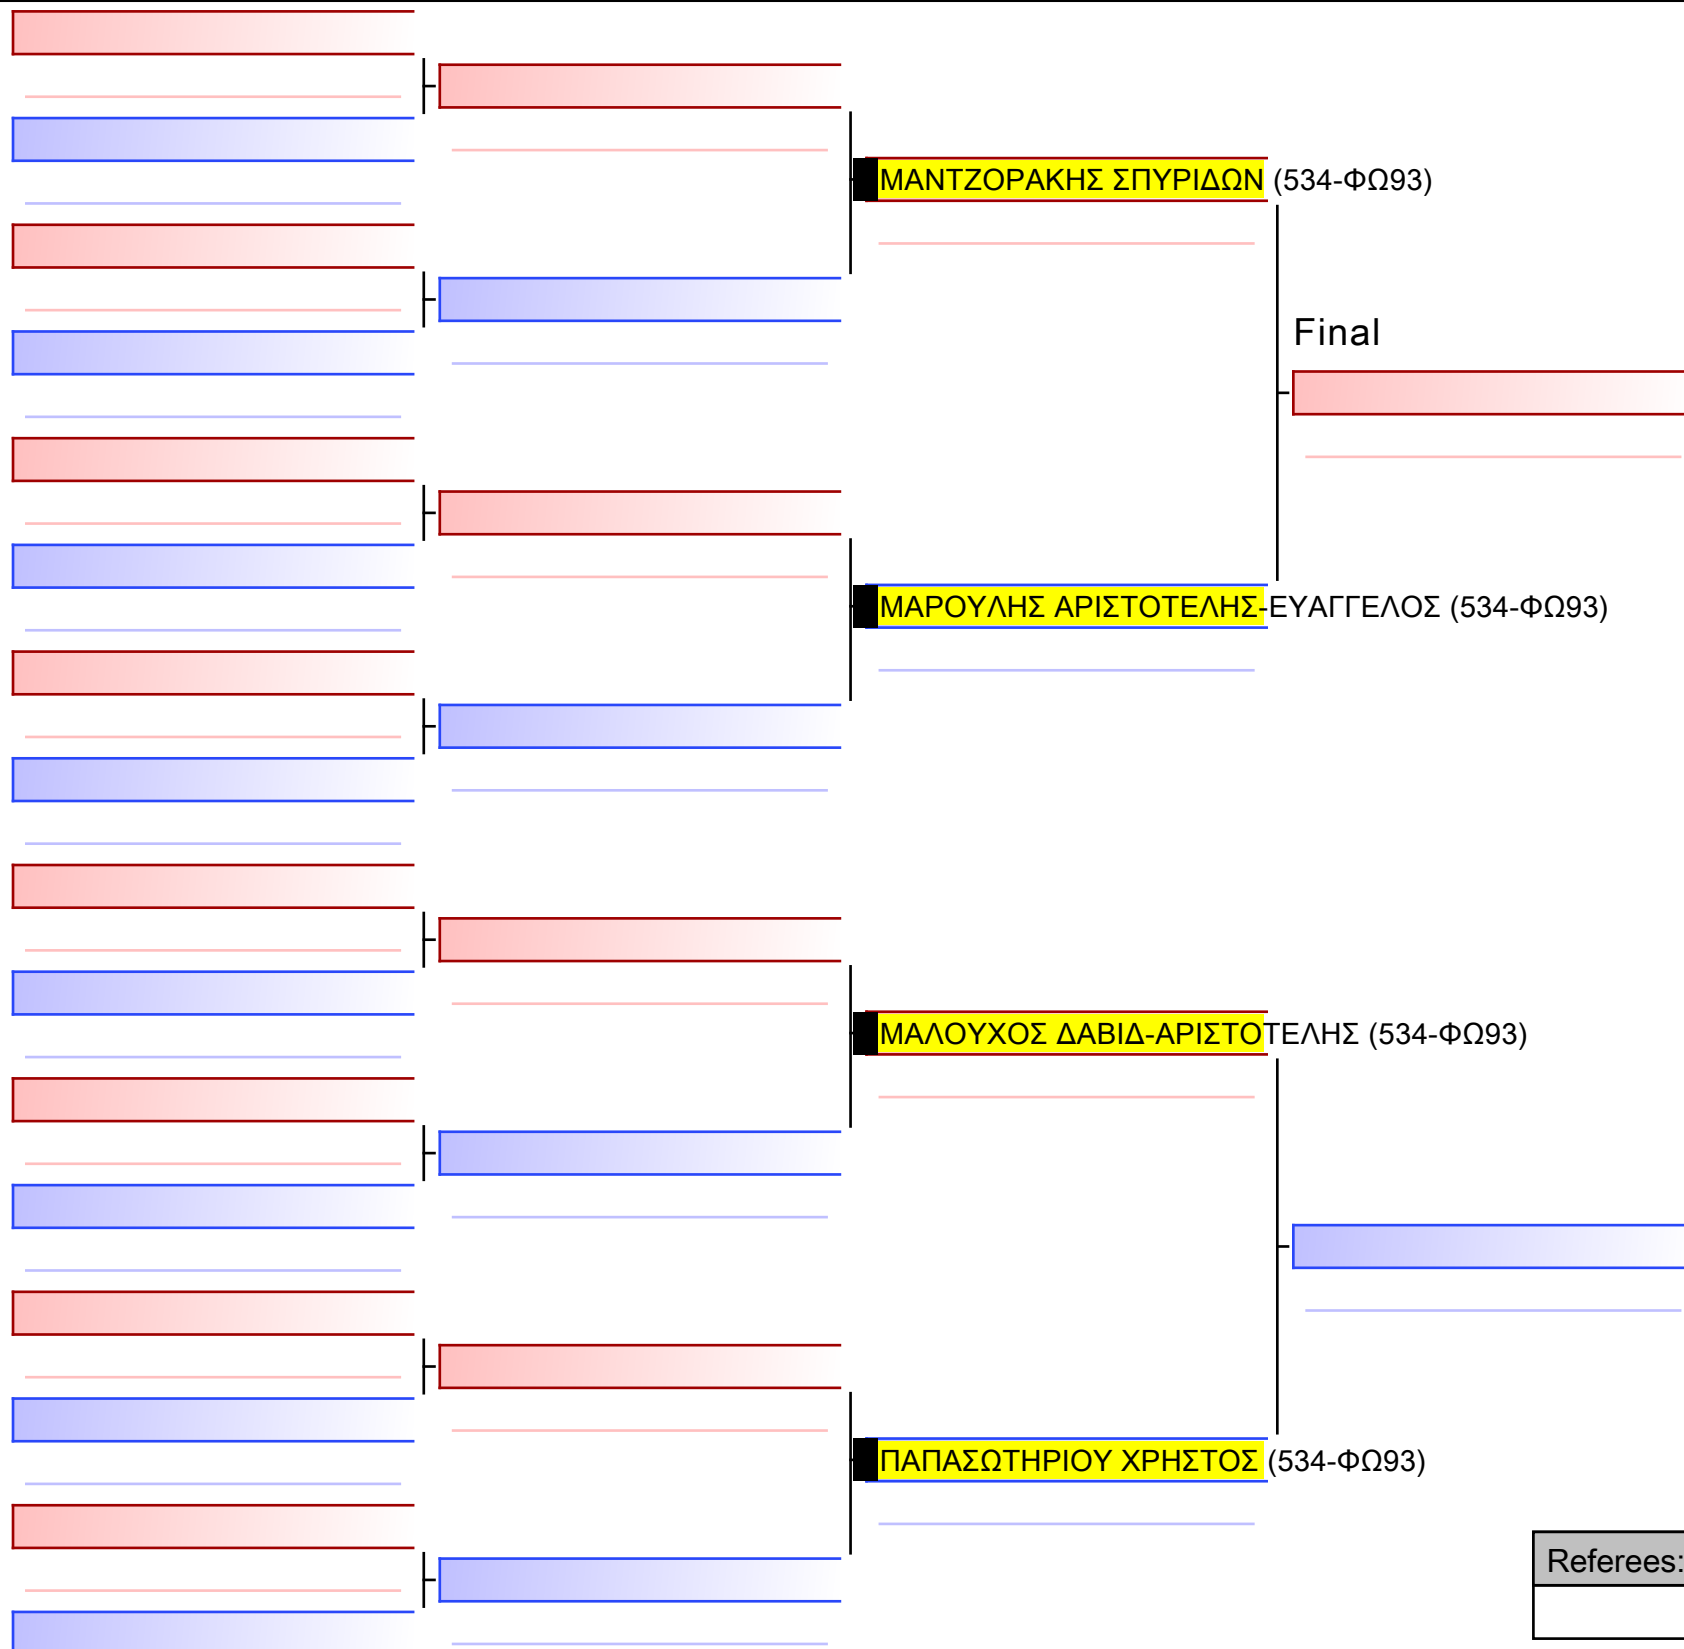 ΜΑΝΤΖΟΡΑΚΗΣ ΣΠΥΡΙΔΩΝ (534-ΦΩ93)
Final
ΜΑΡΟΥΛΗΣ ΑΡΙΣΤΟΤΕΛΗΣ-ΕΥΑΓΓΕΛΟΣ (534-ΦΩ93)
ΜΑΛΟΥΧΟΣ ΔΑΒΙΔ-ΑΡΙΣΤΟΤΕΛΗΣ (534-ΦΩ93)
ΠΑΠΑΣΩΤΗΡΙΟΥ ΧΡΗΣΤΟΣ (534-ΦΩ93)
Referees: